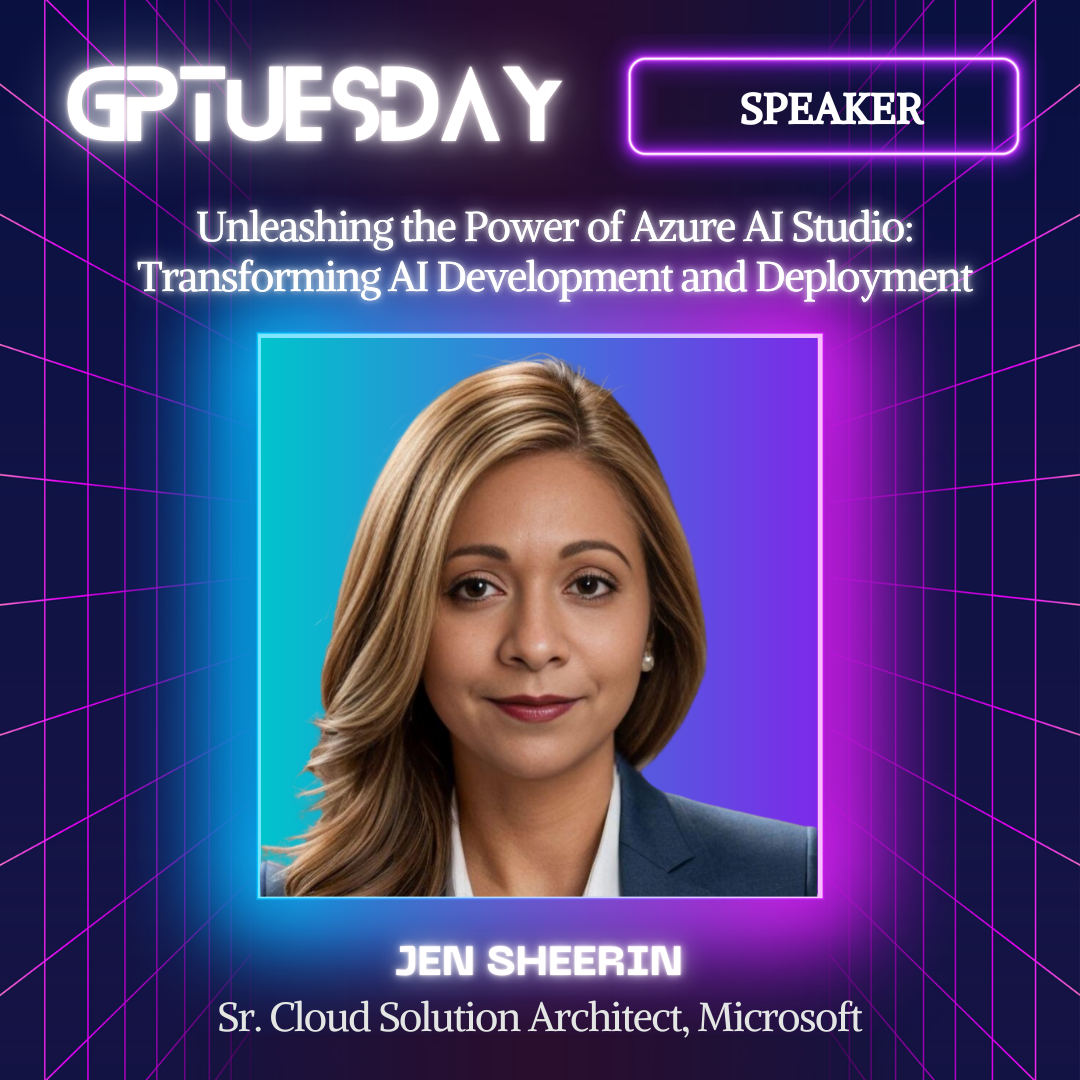 GPTUESDAY
SPEAKER
Unleashing the Power of Azure AI Studio:
Transforming AI Development and Deployment
JEN SHEERIN
Sr. Cloud Solution Architect, Microsoft